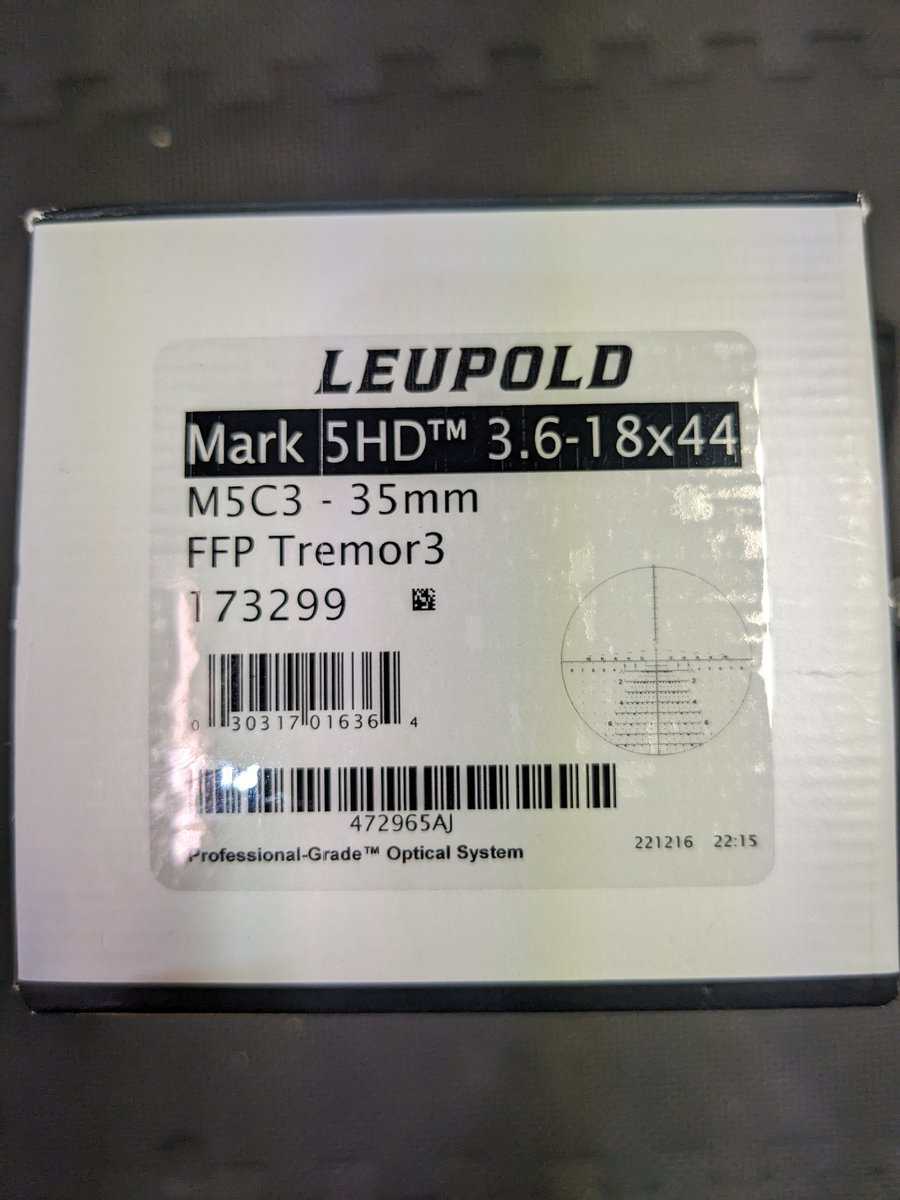 LEUPOLD
Mark 5HD™ 3.6-18x44
M5C3 - 35mm
FFP Tremor3
173299
0 30317 01636 4
472965AJ
Professional-Grade™ Optical System
221216 22:15